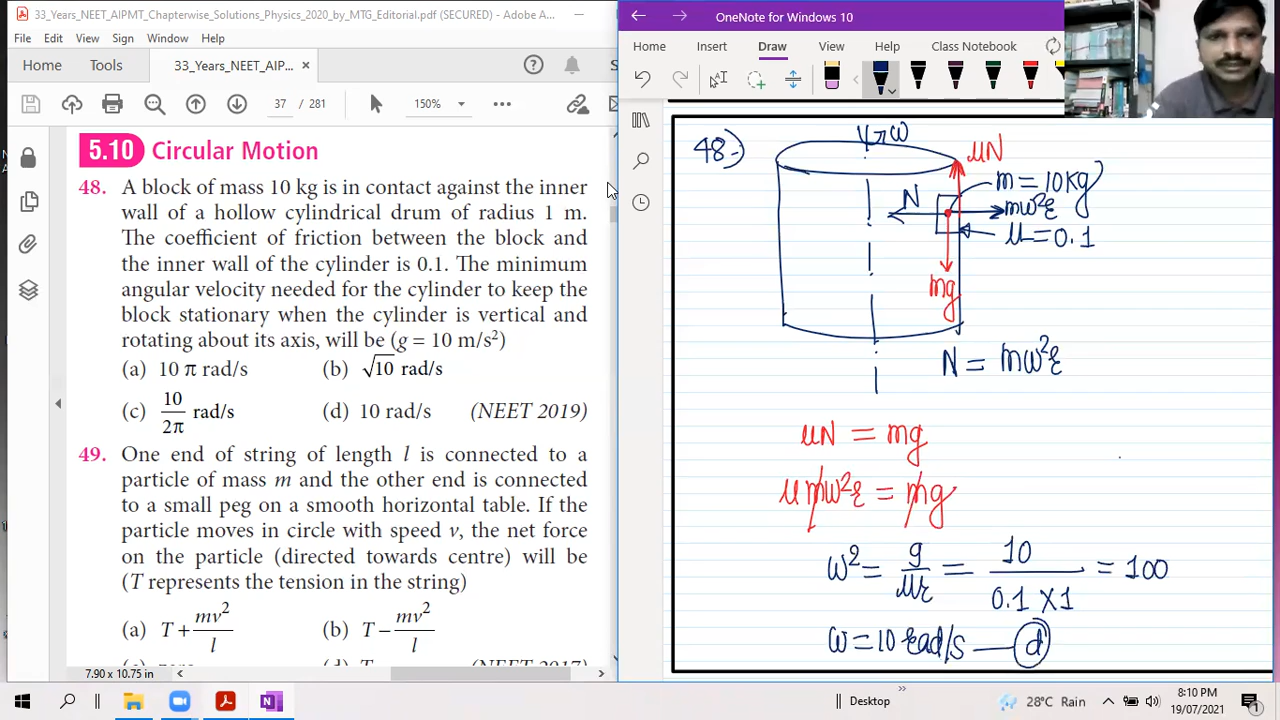 33_Years_NEET_AIPMT_Chapterwise_Solutions_Physics_2020_by_MTG_Editorial.pdf (SECURED) - Adobe A...
File Edit View Sign Window Help
Home Tools 33_Years_NEET_AIP...
37 / 281 150%
5.10 Circular Motion
48. A block of mass 10 kg is in contact against the inner
wall of a hollow cylindrical drum of radius 1 m.
The coefficient of friction between the block and
the inner wall of the cylinder is 0.1. The minimum
angular velocity needed for the cylinder to keep the
block stationary when the cylinder is vertical and
rotating about its axis, will be (g = 10 m/s²)
(a) 10 π rad/s (b) √10 rad/s
(c) 10/2π rad/s (d) 10 rad/s (NEET 2019)
49. One end of string of length l is connected to a
particle of mass m and the other end is connected
to a small peg on a smooth horizontal table. If the
particle moves in circle with speed v, the net force
on the particle (directed towards centre) will be
(T represents the tension in the string)
(a) T + mv²/l (b) T − mv²/l
7.90 x 10.75 in
OneNote for Windows 10
Home Insert Draw View Help Class Notebook
48-)
ω
μN
N
m = 10kg
mω²r
μ = 0.1
mg
N = mω²r
μN = mg
μmω²r = mg
ω² = g/μr = 10/0.1 X 1 = 100
ω = 10 rad/s — d
Desktop
28°C Rain
8:10 PM
19/07/2021